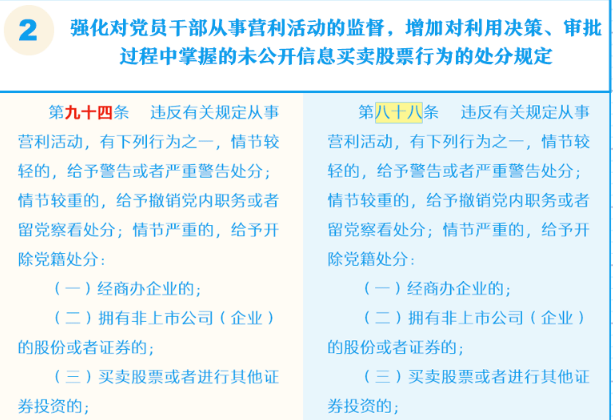 2
强化对党员干部从事营利活动的监督，增加对利用决策、审批
过程中掌握的未公开信息买卖股票行为的处分规定
第九十四条 违反有关规定从事
营利活动，有下列行为之一，情节较
轻的，给予警告或者严重警告处分；
情节较重的，给予撤销党内职务或者
留党察看处分；情节严重的，给予开
除党籍处分：
（一）经商办企业的；
（二）拥有非上市公司（企业）
的股份或者证券的；
（三）买卖股票或者进行其他证
券投资的；
第八十八条 违反有关规定从事
营利活动，有下列行为之一，情节较
轻的，给予警告或者严重警告处分；
情节较重的，给予撤销党内职务或者
留党察看处分；情节严重的，给予开
除党籍处分：
（一）经商办企业的；
（二）拥有非上市公司（企业）
的股份或者证券的；
（三）买卖股票或者进行其他证
券投资的；